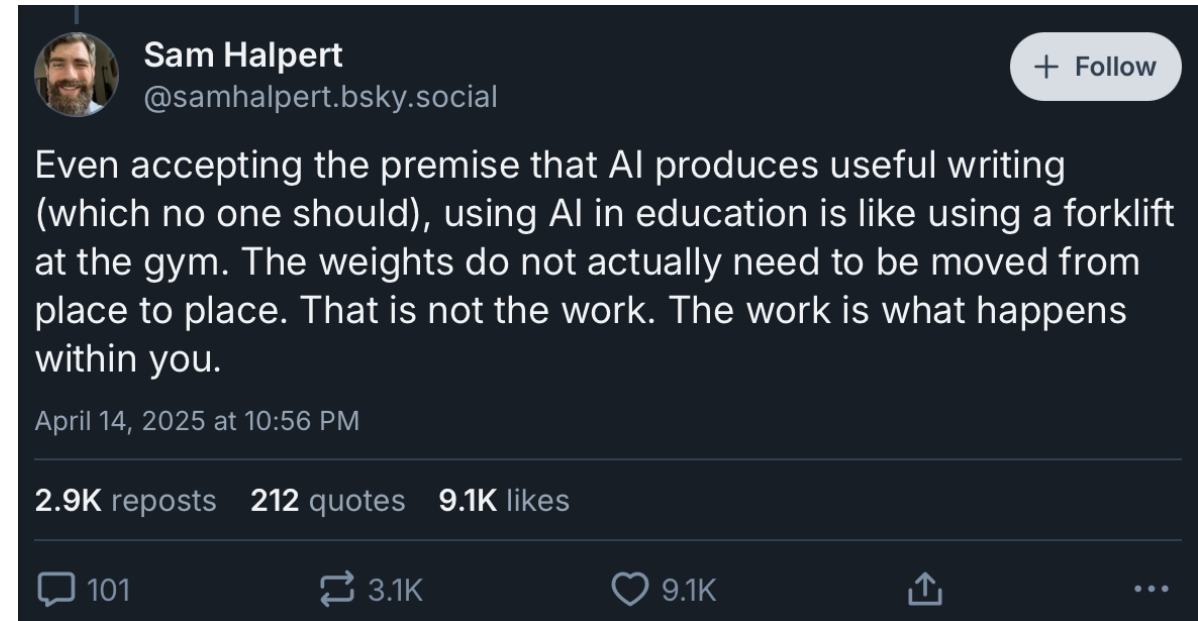 Sam Halpert
@samhalpert.bsky.social
+ Follow
Even accepting the premise that AI produces useful writing
(which no one should), using AI in education is like using a forklift
at the gym. The weights do not actually need to be moved from
place to place. That is not the work. The work is what happens
within you.
April 14, 2025 at 10:56 PM
2.9K reposts 212 quotes 9.1K likes
101 3.1K 9.1K